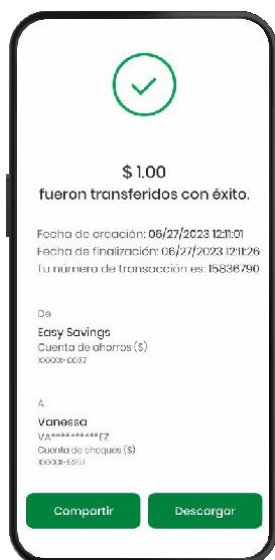 $ 1.00
fueron transferidos con éxito.
Fecha de creación: 06/27/2023 12:11:01
Fecha de finalización: 06/27/2023 12:11:26
Tu número de transacción es: 15836790
De
Easy Savings
Cuenta de ahorros ($)
A
Vanessa
VA**********EZ
Cuenta de cheques ($)
Compartir
Descargar